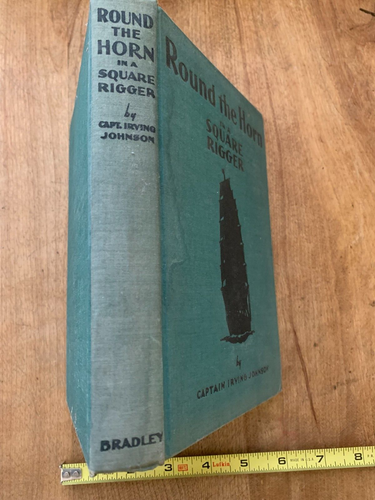 ROUND
THE
HORN
IN A
SQUARE
RIGGER
by
CAPT. IRVING
JOHNSON
BRADLEY
Round the Horn
IN A
SQUARE
RIGGER
by
CAPTAIN IRVING JOHNSON
3 4 Lufkin 5 6 7 8